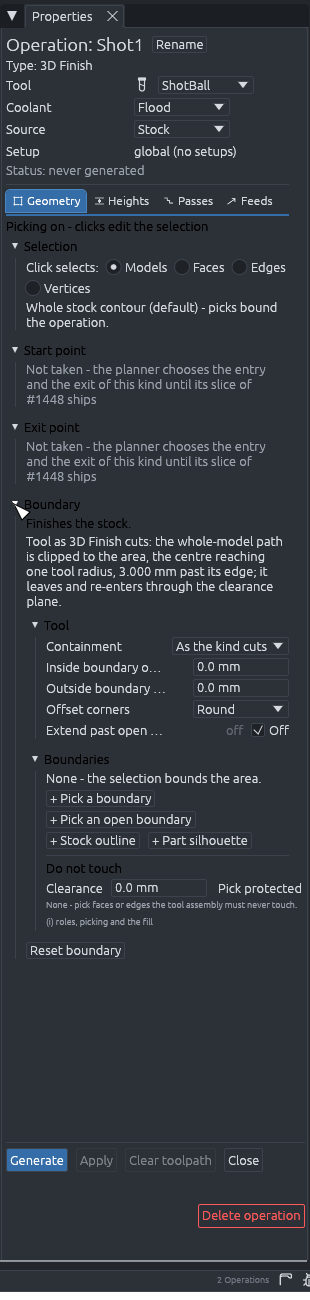 Properties
Operation: Shot1 Rename
Type: 3D Finish
Tool ShotBall
Coolant Flood
Source Stock
Setup global (no setups)
Status: never generated
Geometry Heights Passes Feeds
Picking on - clicks edit the selection
Selection
Click selects: Models Faces Edges
Vertices
Whole stock contour (default) - picks bound
the operation.
Start point
Not taken - the planner chooses the entry
and the exit of this kind until its slice of
#1448 ships
Exit point
Not taken - the planner chooses the entry
and the exit of this kind until its slice of
#1448 ships
Boundary
Finishes the stock.
Tool as 3D Finish cuts: the whole-model path
is clipped to the area, the centre reaching
one tool radius, 3.000 mm past its edge; it
leaves and re-enters through the clearance
plane.
Tool
Containment As the kind cuts
Inside boundary o... 0.0 mm
Outside boundary ... 0.0 mm
Offset corners Round
Extend past open ... off Off
Boundaries
None - the selection bounds the area.
+ Pick a boundary
+ Pick an open boundary
+ Stock outline + Part silhouette
Do not touch
Clearance 0.0 mm Pick protected
None - pick faces or edges the tool assembly must never touch.
(i) roles, picking and the fill
Reset boundary
Generate Apply Clear toolpath Close
Delete operation
2 Operations